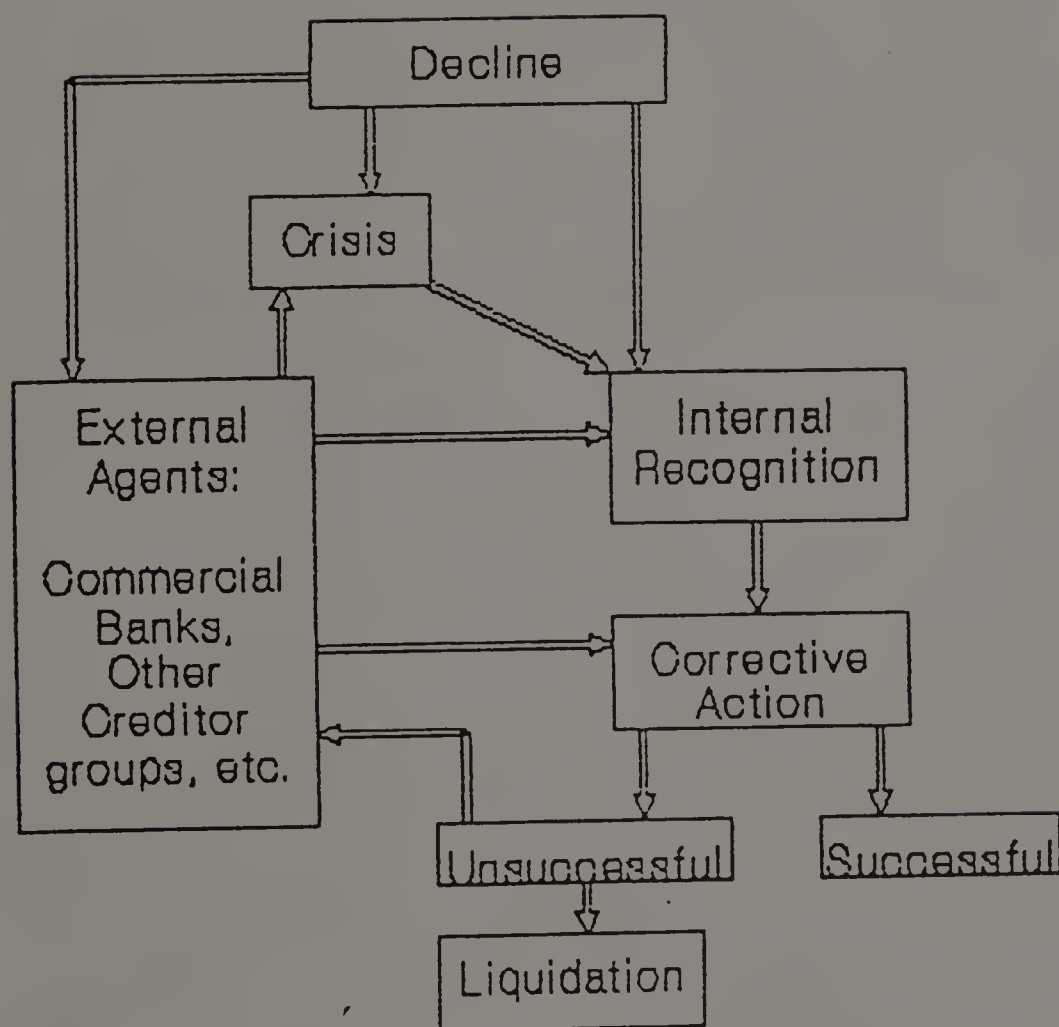 Decline
Crisis
External
Agents:
Commercial
Banks,
Other
Creditor
groups, etc.
Internal
Recognition
Corrective
Action
Unsuccessful
Successful
Liquidation